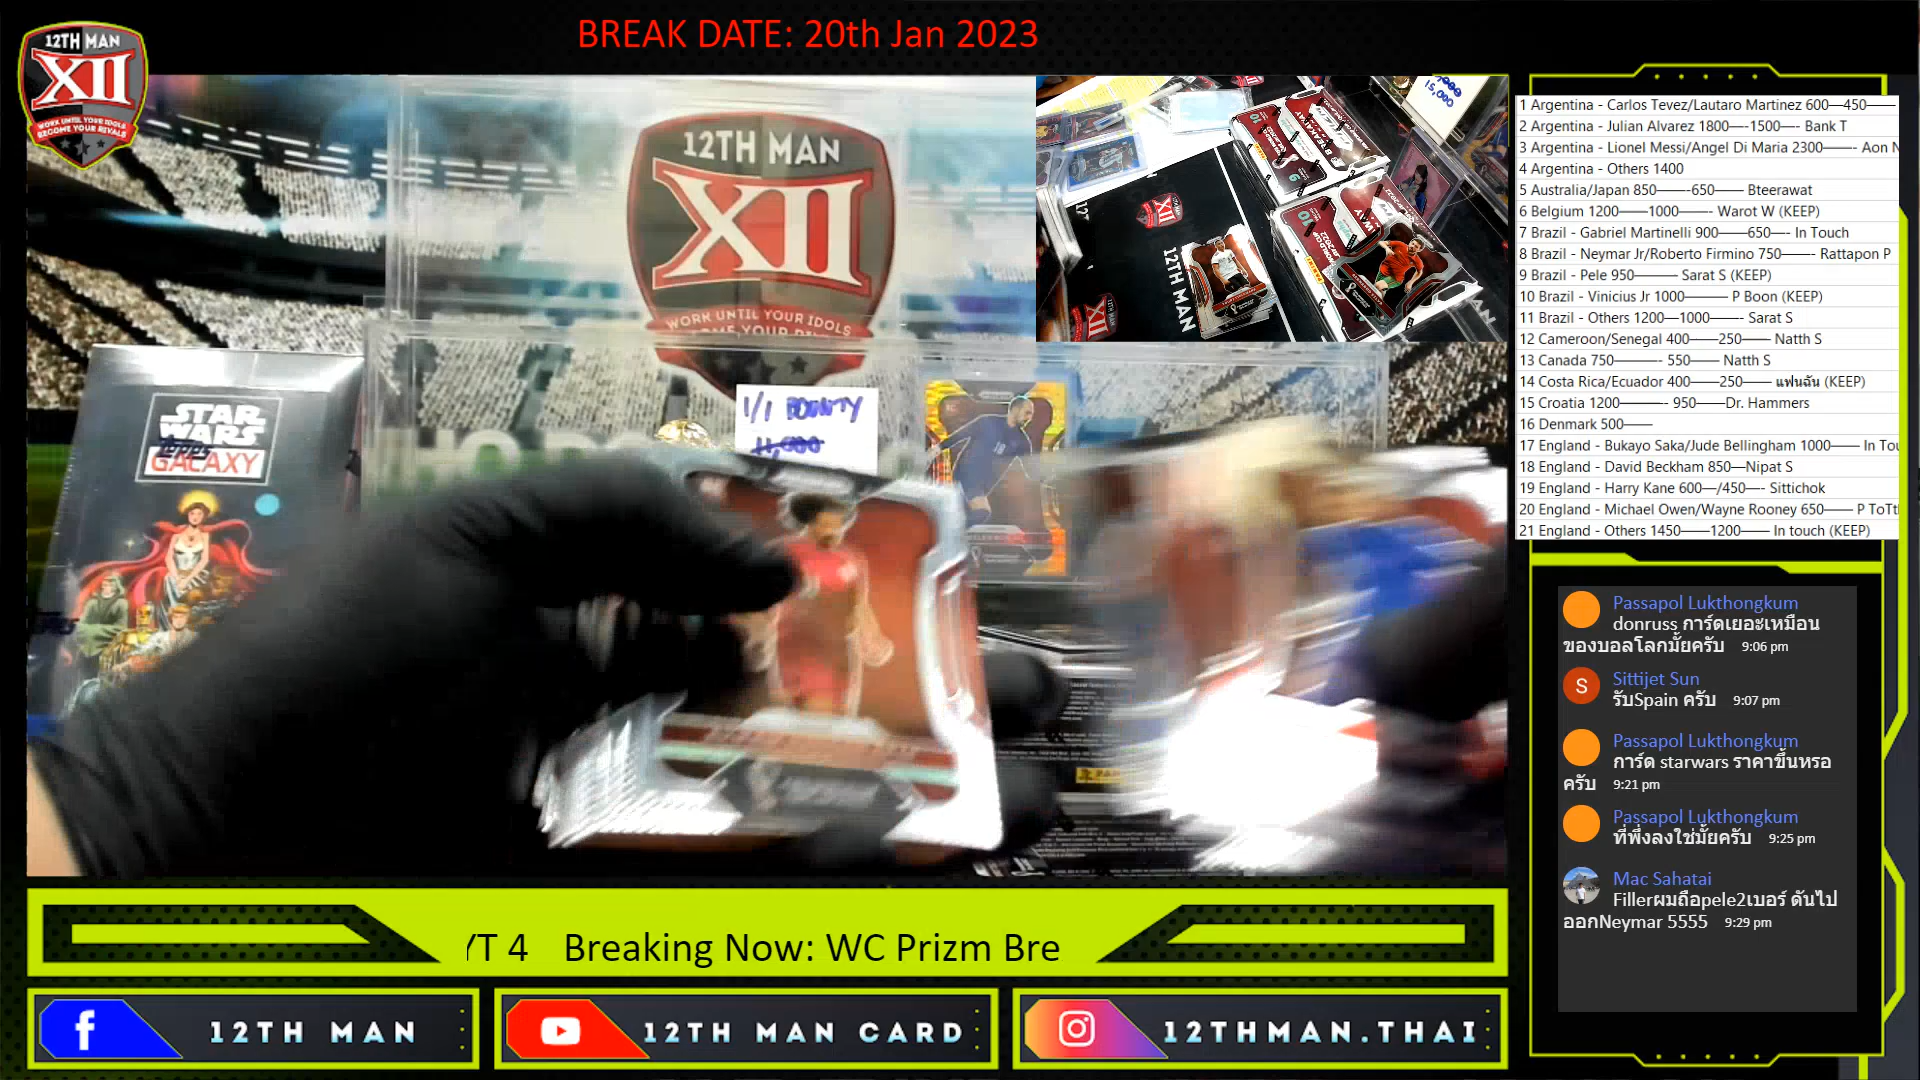 BREAK DATE: 20th Jan 2023
12TH MAN
XII
WORK UNTIL YOUR IDOLS
BECOME YOUR RIVALS
12TH MAN
XII
WORK UNTIL YOUR IDOLS
1/1 BOUNTY
STAR
WARS
GALAXY
15,000
12TH MAN
1 Argentina - Carlos Tevez/Lautaro Martinez 600—450——
2 Argentina - Julian Alvarez 1800—-1500—- Bank T
3 Argentina - Lionel Messi/Angel Di Maria 2300——- Aon
4 Argentina - Others 1400
5 Australia/Japan 850——-650—— Bteerawat
6 Belgium 1200——1000——- Warot W (KEEP)
7 Brazil - Gabriel Martinelli 900——650—- In Touch
8 Brazil - Neymar Jr/Roberto Firmino 750——- Rattapon P
9 Brazil - Pele 950——— Sarat S (KEEP)
10 Brazil - Vinicius Jr 1000——— P Boon (KEEP)
11 Brazil - Others 1200—1000——- Sarat S
12 Cameroon/Senegal 400——250—— Natth S
13 Canada 750———- 550—— Natth S
14 Costa Rica/Ecuador 400——250—— แฟนฉัน (KEEP)
15 Croatia 1200———- 950——Dr. Hammers
16 Denmark 500——
17 England - Bukayo Saka/Jude Bellingham 1000—— In Tou
18 England - David Beckham 850—Nipat S
19 England - Harry Kane 600—/450—- Sittichok
20 England - Michael Owen/Wayne Rooney 650—— P ToTt
21 England - Others 1450——1200—— In touch (KEEP)
Passapol Lukthongkum
donruss การ์ดเยอะเหมือน
ของบอลโลกมั้ยครับ 9:06 pm
S
Sittijet Sun
รับSpain ครับ 9:07 pm
Passapol Lukthongkum
การ์ด starwars ราคาขึ้นหรอ
ครับ 9:21 pm
Passapol Lukthongkum
ที่พึ่งลงใช่มั้ยครับ 9:25 pm
Mac Sahatai
Fillerผมถือpele2เบอร์ ดันไป
ออกNeymar 5555 9:29 pm
YT 4 Breaking Now: WC Prizm Bre
12TH MAN
12TH MAN CARD
12THMAN.THAI